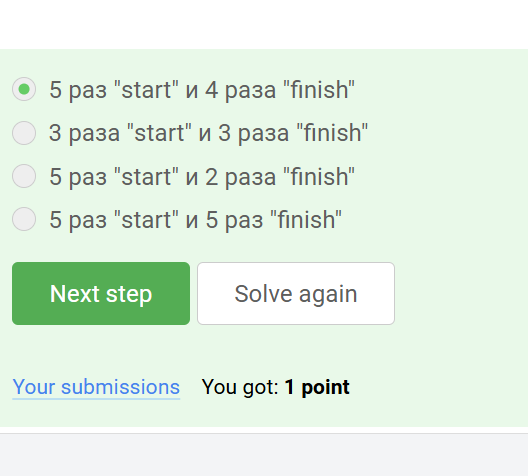 5 раз "start" и 4 раза "finish"
3 раза "start" и 3 раза "finish"
5 раз "start" и 2 раза "finish"
5 раз "start" и 5 раз "finish"
Next step Solve again
Your submissions You got: 1 point